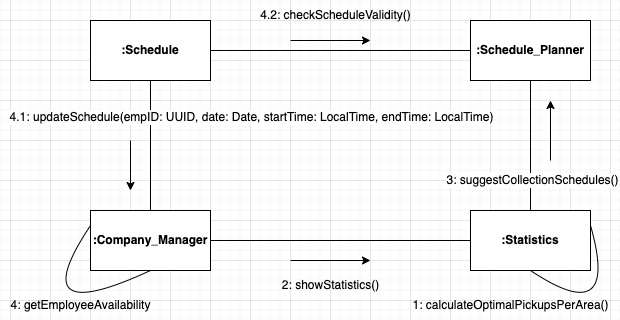 4.2: checkScheduleValidity()
:Schedule
:Schedule_Planner
4.1: updateSchedule(empID: UUID, date: Date, startTime: LocalTime, endTime: LocalTime)
3: suggestCollectionSchedules()
:Company_Manager
:Statistics
2: showStatistics()
4: getEmployeeAvailability
1: calculateOptimalPickupsPerArea()